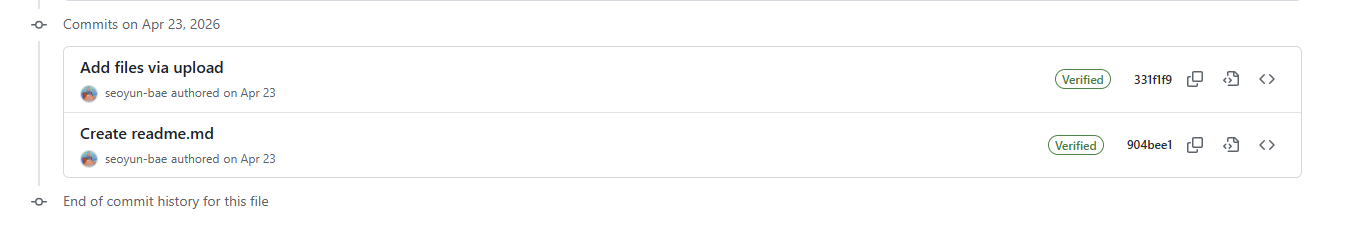 Commits on Apr 23, 2026
Add files via upload
Verified 331f1f9
seoyun-bae authored on Apr 23
Create readme.md
Verified 904bee1
seoyun-bae authored on Apr 23
End of commit history for this file